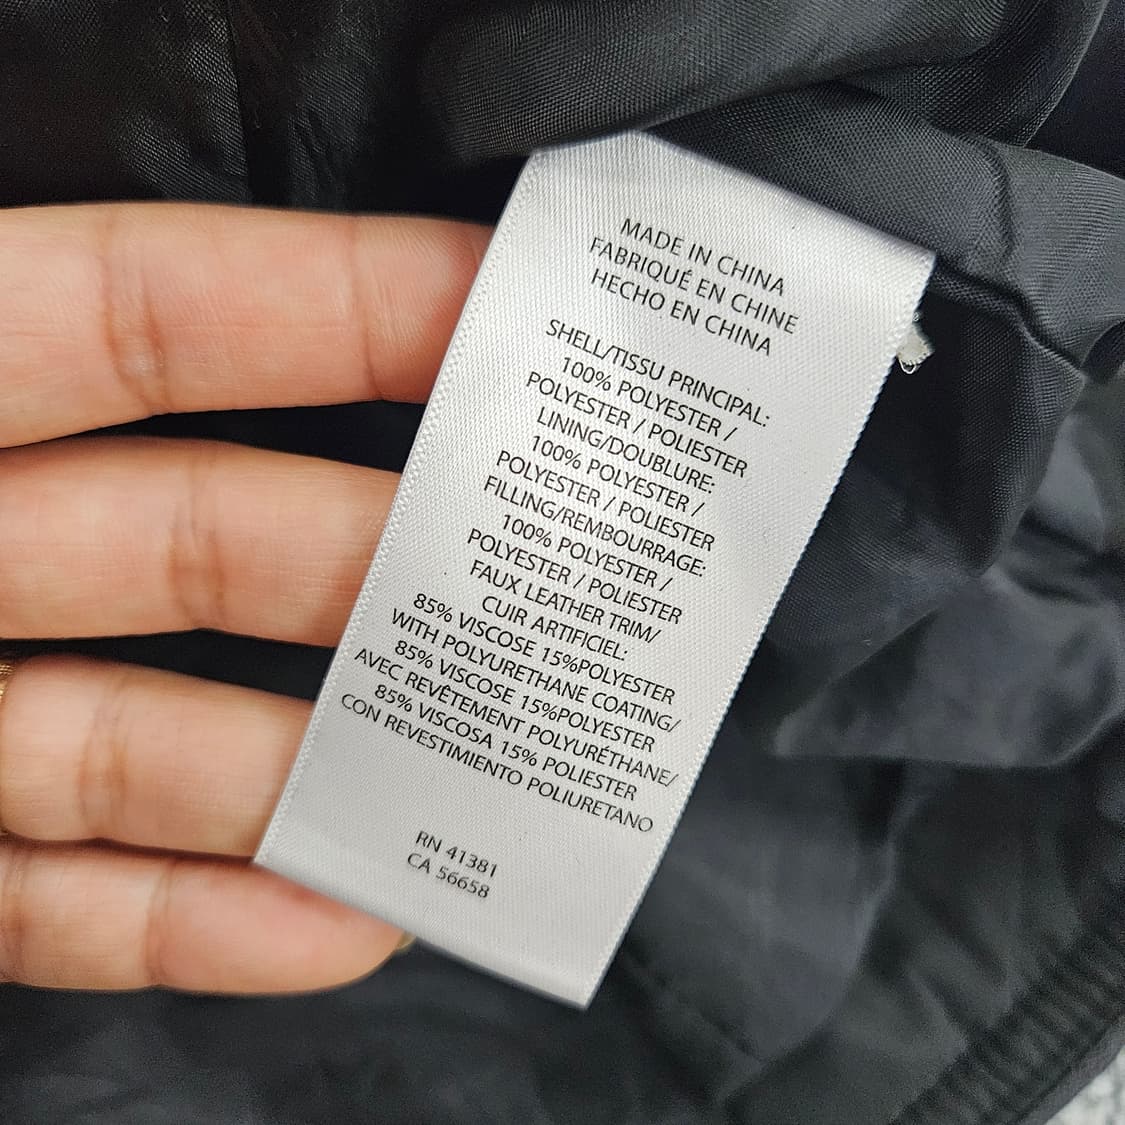 MADE IN CHINA
FABRIQUÉ EN CHINE
HECHO EN CHINA
SHELL/TISSU PRINCIPAL:
100% POLYESTER /
POLYESTER / POLIESTER
LINING/DOUBLURE:
100% POLYESTER /
POLYESTER / POLIESTER
FILLING/REMBOURRAGE:
100% POLYESTER /
POLYESTER / POLIESTER
FAUX LEATHER TRIM/
CUIR ARTIFICIEL:
85% VISCOSE 15%POLYESTER
WITH POLYURETHANE COATING/
85% VISCOSE 15%POLYESTER
AVEC REVÊTEMENT POLYURÉTHANE/
85% VISCOSA 15% POLIESTER
CON REVESTIMIENTO POLIURETANO
RN 41381
CA 56658